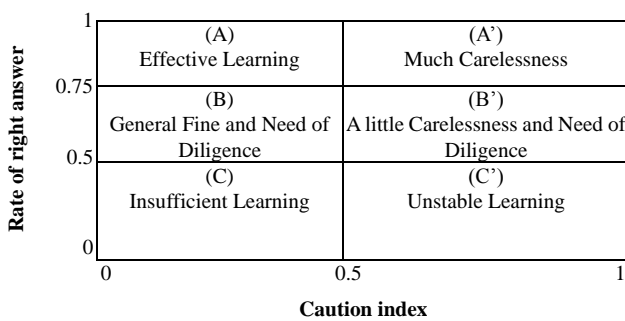 1
(A)
Effective Learning
(A')
Much Carelessness
0.75
(B)
General Fine and Need of
Diligence
(B')
A little Carelessness and Need of
Diligence
0.5
(C)
Insufficient Learning
(C')
Unstable Learning
0
0
0.5
1
Rate of right answer
Caution index